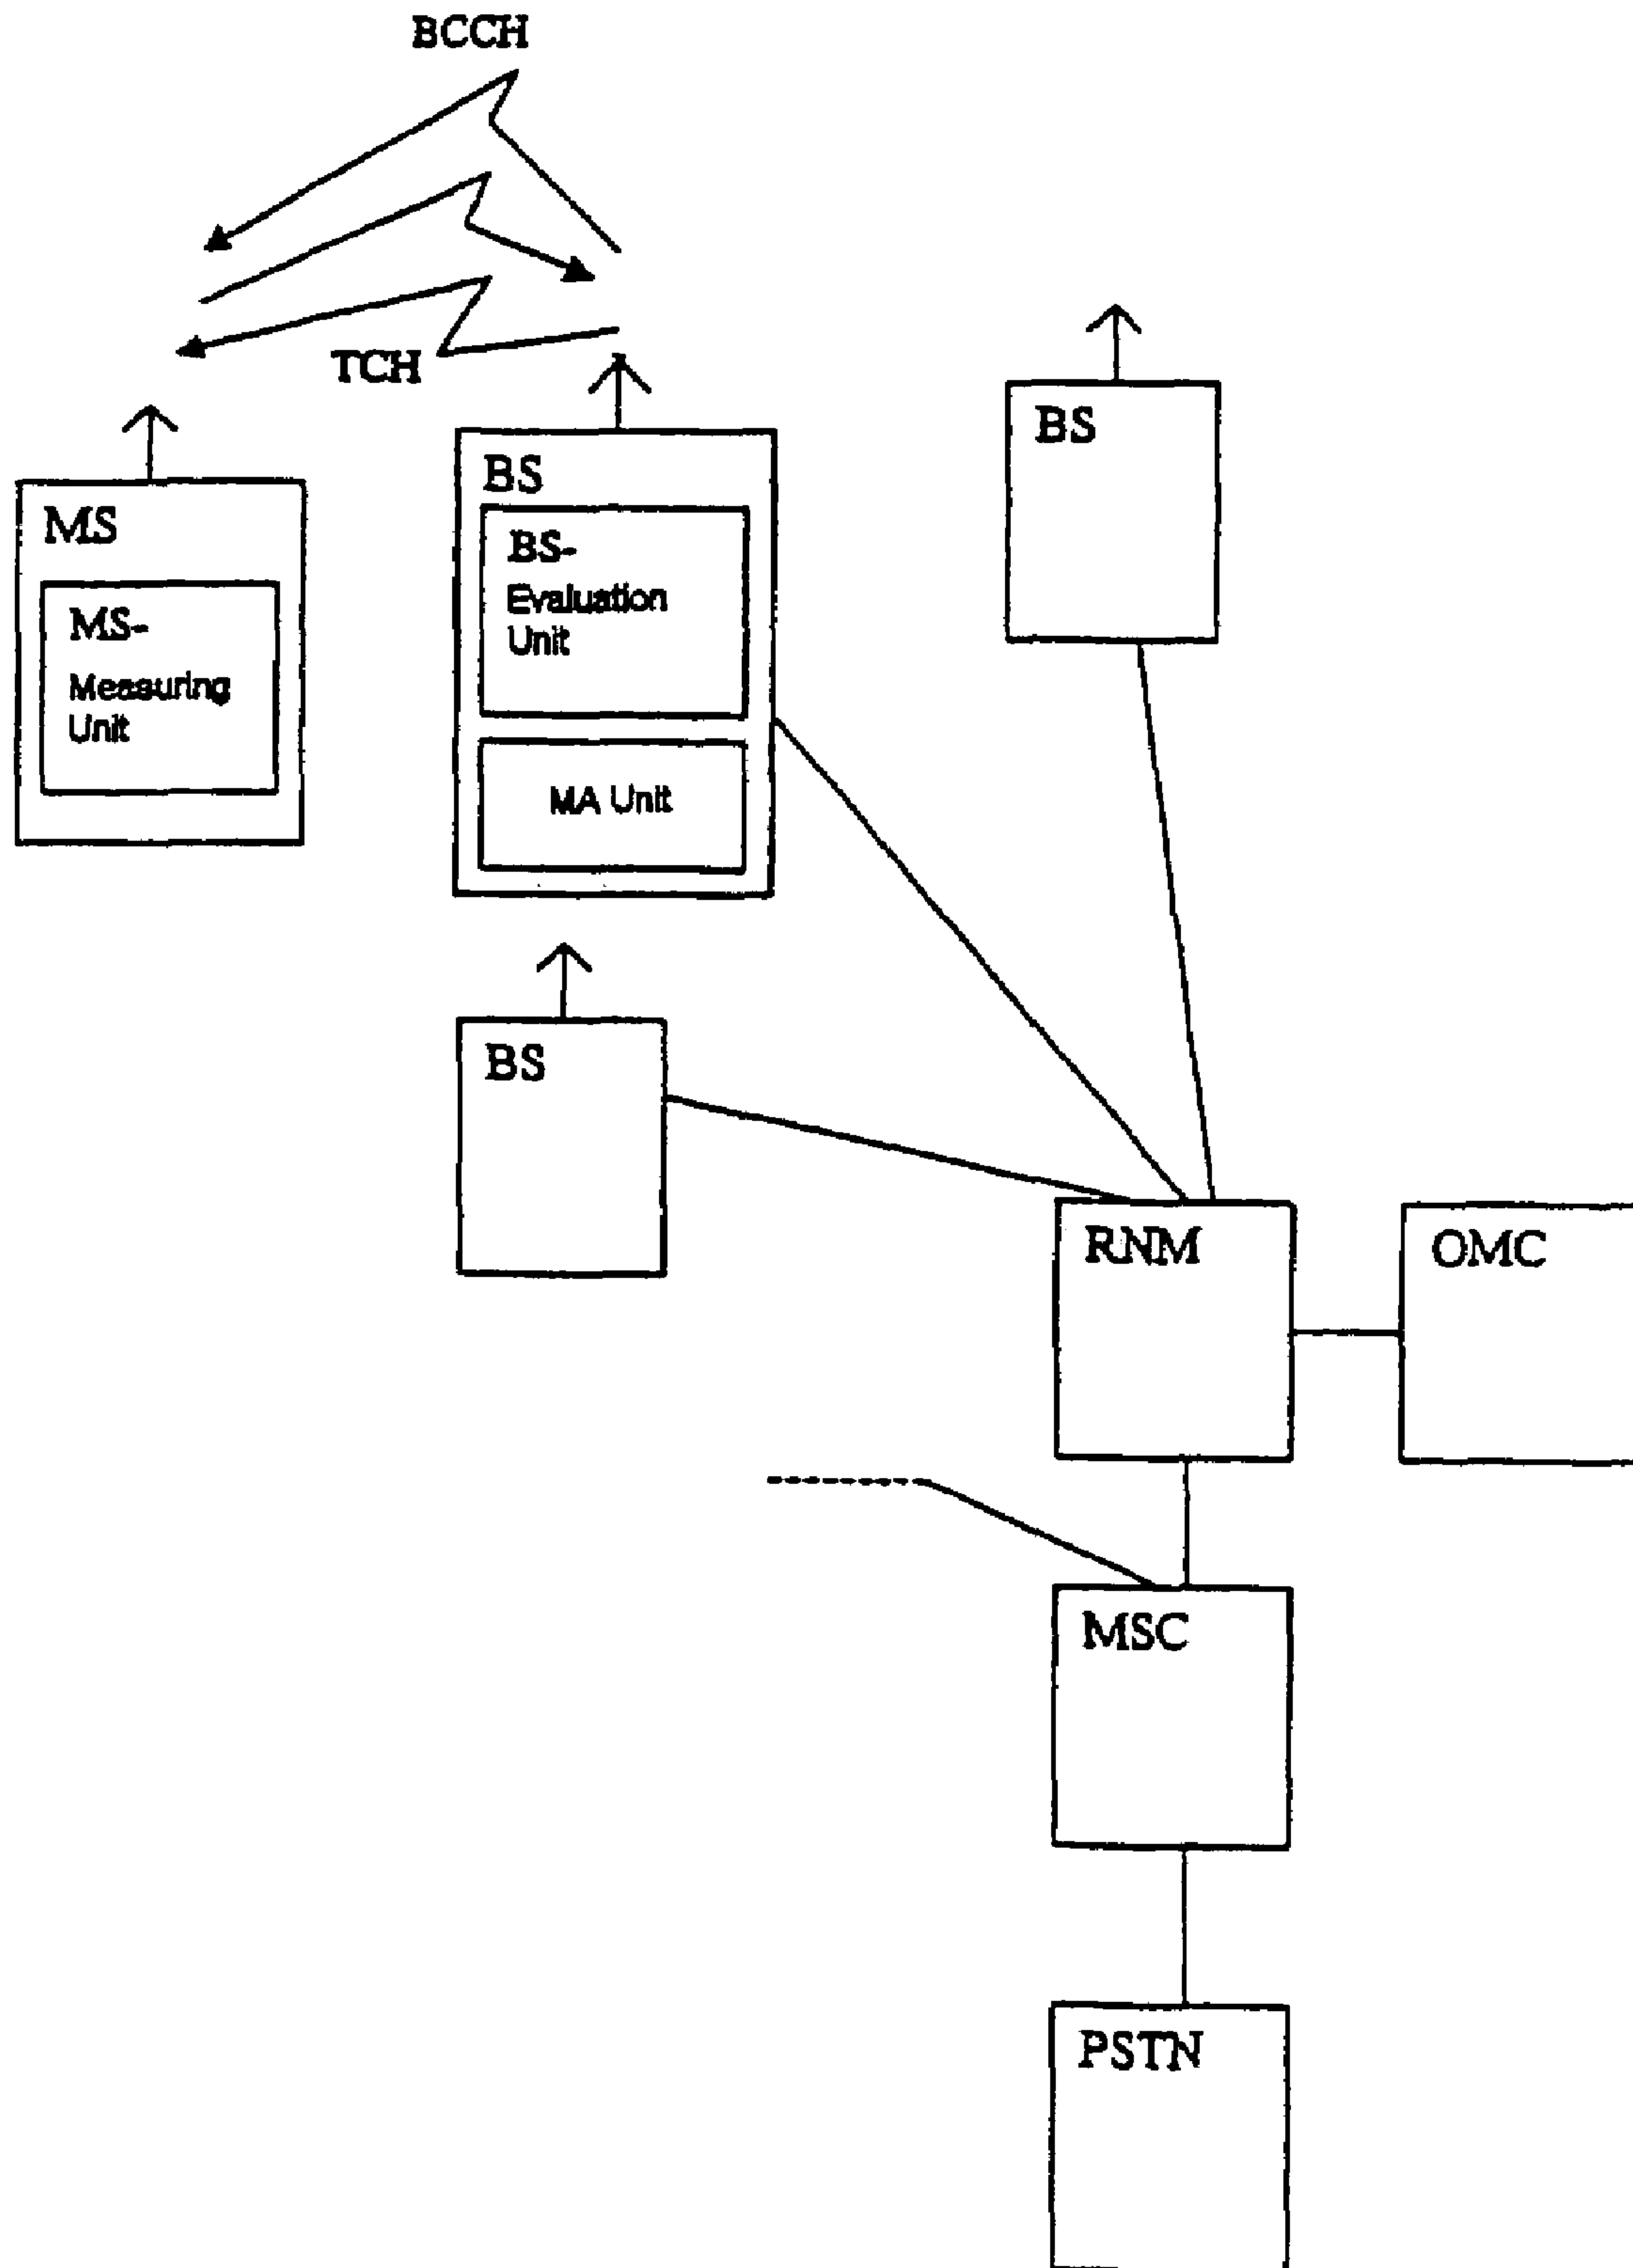 BCCH
TCH
BS
MS
BS
MS-
Measuring
Unit
BS-
Evaluation
Unit
MA Unit
BS
RNM
OMC
MSC
PSTN